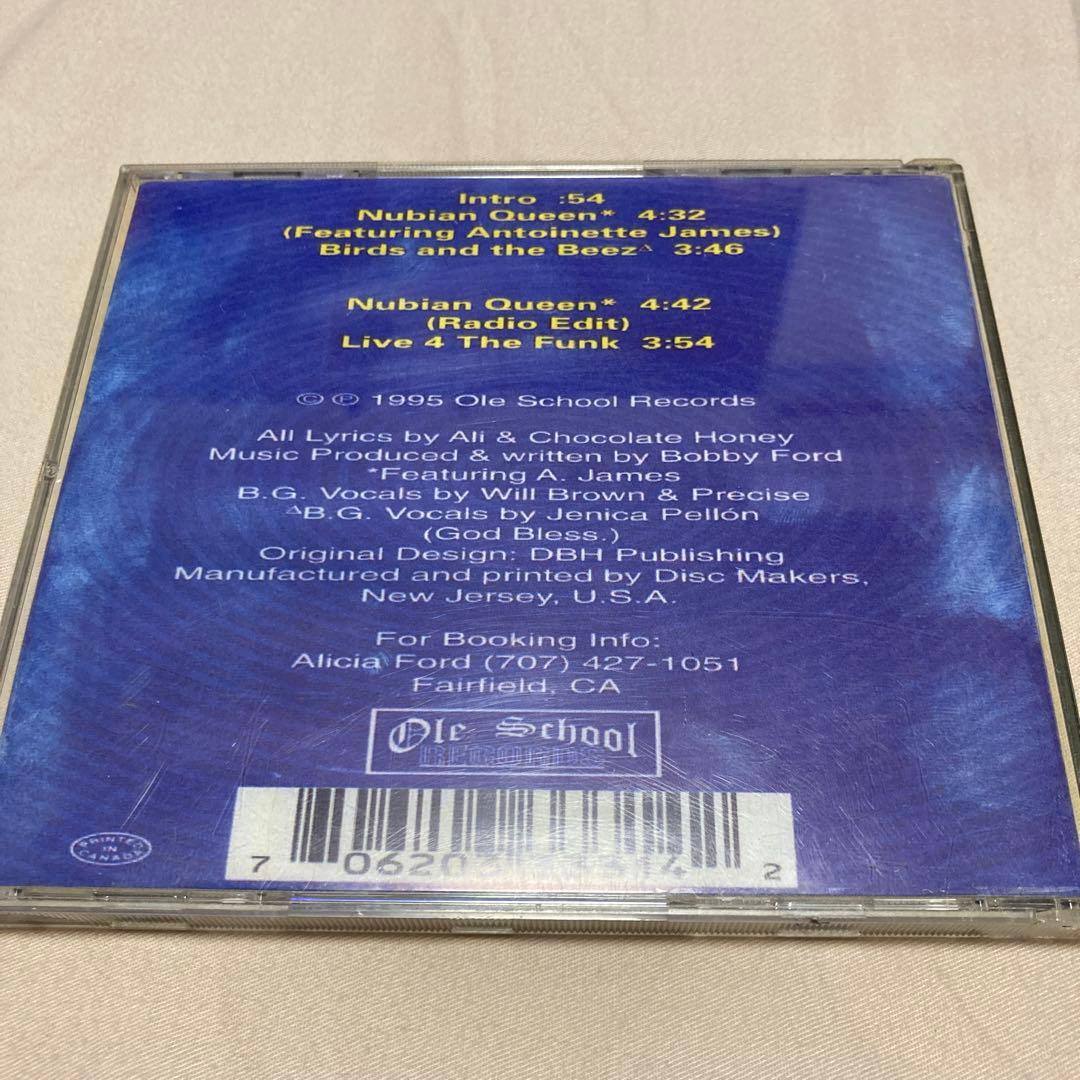 Intro :54
Nubian Queen* 4:32
(Featuring Antoinette James)
Birds and the Beez△ 3:46
Nubian Queen* 4:42
(Radio Edit)
Live 4 The Funk 3:54
© ℗ 1995 Ole School Records
All Lyrics by Ali & Chocolate Honey
Music Produced & written by Bobby Ford
*Featuring A. James
B.G. Vocals by Will Brown & Precise
△B.G. Vocals by Jenica Pellón
(God Bless.)
Original Design: DBH Publishing
Manufactured and printed by Disc Makers,
New Jersey, U.S.A.
For Booking Info:
Alicia Ford (707) 427-1051
Fairfield, CA
Ole School
RECORDS
PRINTED
IN
CANADA
7 2